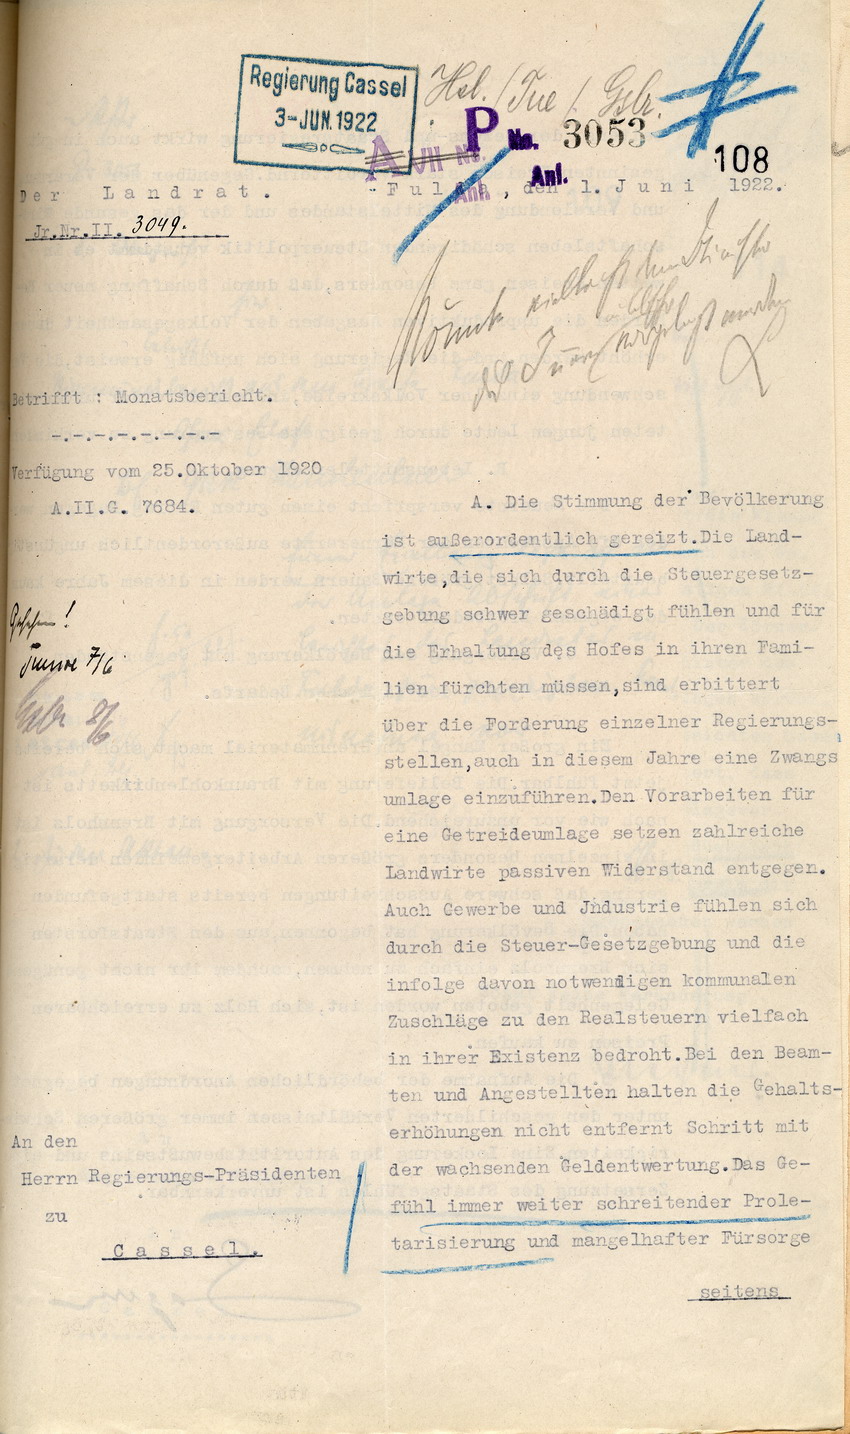 Regierung Cassel
3-JUN. 1922
P No. 3053
Anl.
108
Der Landrat.
Fulda, den 1. Juni 1922.
Jr.Nr.II. 3049.
Betrifft : Monatsbericht.
-.-.-.-.-.-.-.-.-
Verfügung vom 25.Oktober 1920
A.II.G. 7684.
Gesehen!
7/6
A. Die Stimmung der Bevölkerung
ist außerordentlich gereizt.Die Land-
wirte,die sich durch die Steuergesetz-
gebung schwer geschädigt fühlen und für
die Erhaltung des Hofes in ihren Fami-
lien fürchten müssen,sind erbittert
über die Forderung einzelner Regierungs-
stellen,auch in diesem Jahre eine Zwangs
umlage einzuführen.Den Vorarbeiten für
eine Getreideumlage setzen zahlreiche
Landwirte passiven Widerstand entgegen.
Auch Gewerbe und Jndustrie fühlen sich
durch die Steuer-Gesetzgebung und die
infolge davon notwendigen kommunalen
Zuschläge zu den Realsteuern vielfach
in ihrer Existenz bedroht.Bei den Beam-
ten und Angestellten halten die Gehalts-
erhöhungen nicht entfernt Schritt mit
der wachsenden Geldentwertung.Das Ge-
fühl immer weiter schreitender Prole-
tarisierung und mangelhafter Fürsorge
seitens
An den
Herrn Regierungs-Präsidenten
zu
Cassel.